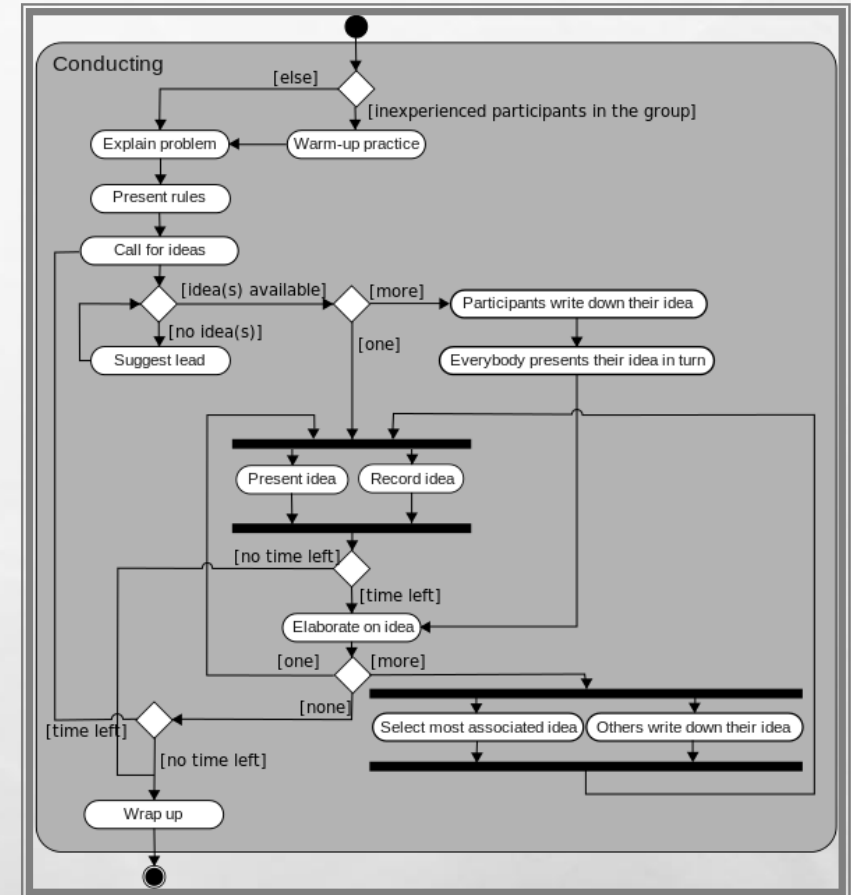 Conducting
[else]
[inexperienced participants in the group]
Explain problem
Warm-up practice
Present rules
Call for ideas
[idea(s) available]
[more]
Participants write down their idea
[no idea(s)]
[one]
Suggest lead
Everybody presents their idea in turn
Present idea
Record idea
[no time left]
[time left]
Elaborate on idea
[one]
[more]
[none]
Select most associated idea
Others write down their idea
[time left]
[no time left]
Wrap up